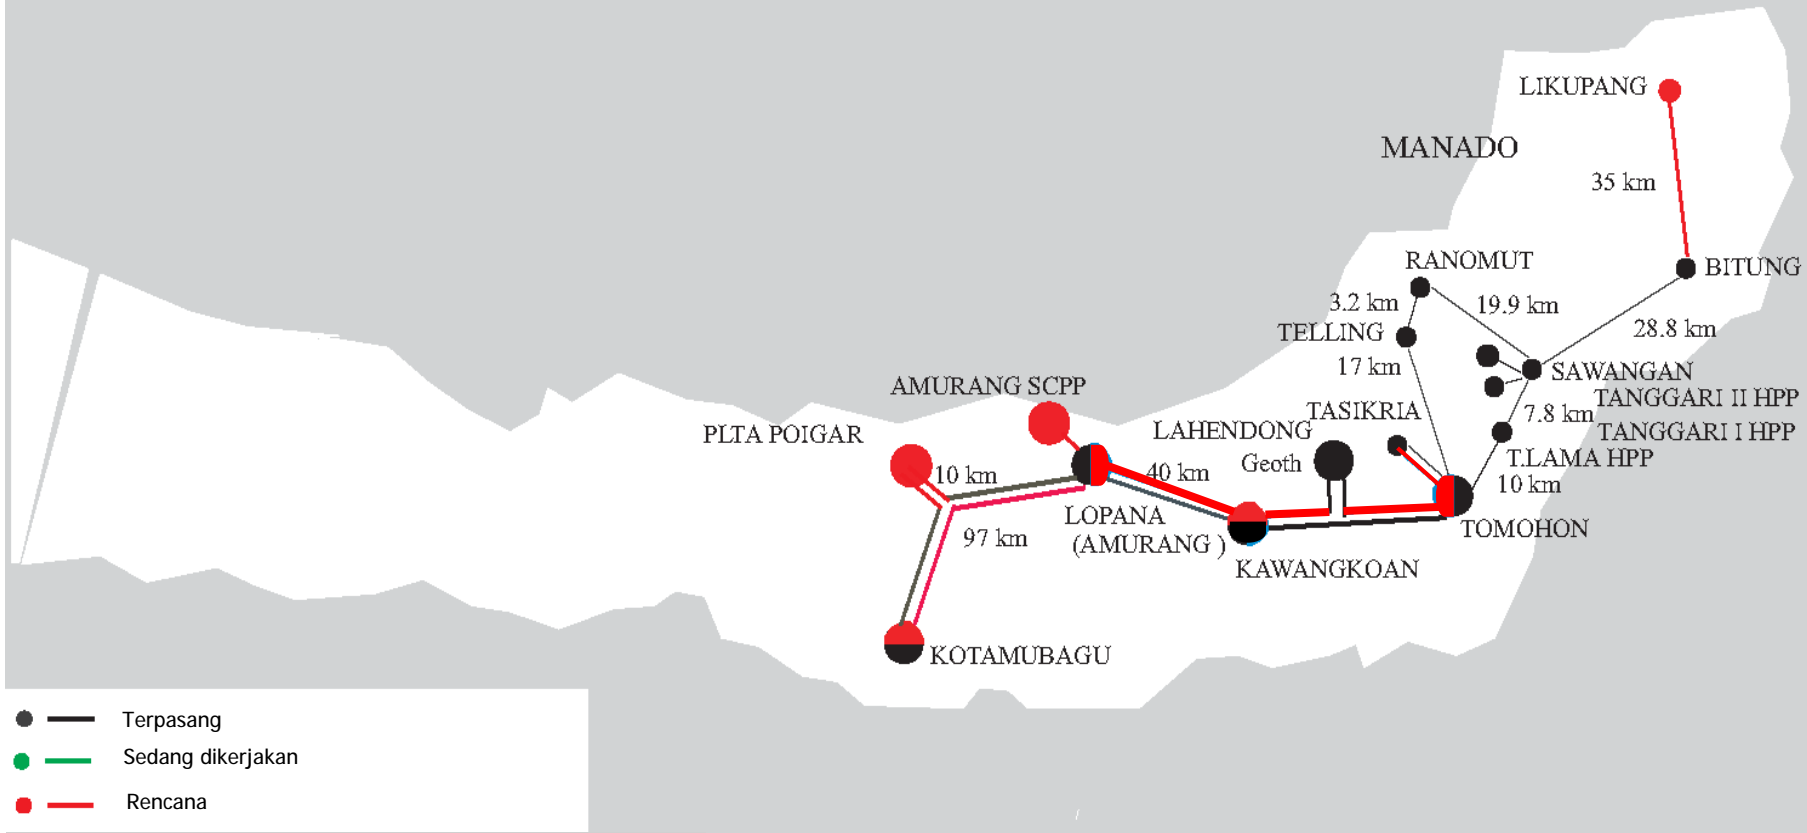 LIKUPANG
MANADO
35 km
RANOMUT
BITUNG
3.2 km
19.9 km
TELLING
28.8 km
17 km
SAWANGAN
AMURANG SCPP
TANGGARI II HPP
TASIKRIA
7.8 km
PLTA POIGAR
LAHENDONG
TANGGARI I HPP
Geoth
T.LAMA HPP
10 km
40 km
10 km
LOPANA
(AMURANG )
TOMOHON
97 km
KAWANGKOAN
KOTAMUBAGU
Terpasang
Sedang dikerjakan
Rencana